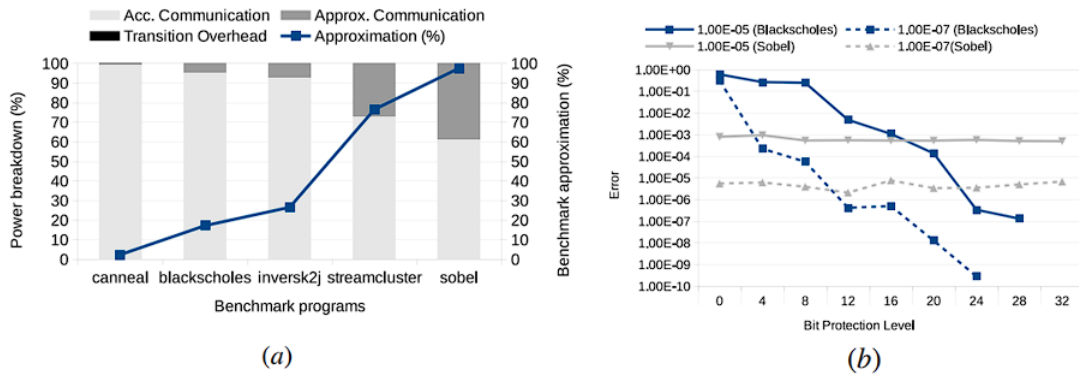 Acc. Communication Approx. Communication
Transition Overhead Approximation (%)
Power breakdown (%)
100
90
80
70
60
50
40
30
20
10
0
100
90
80
70
60
50
40
30
20
10
0
Benchmark approximation (%)
canneal blackscholes inversk2j streamcluster sobel
Benchmark programs
(a)
1,00E-05 (Blackscholes) 1,00E-07 (Blackscholes)
1,00E-05 (Sobel) 1,00E-07(Sobel)
Error
1,00E+00
1,00E-01
1,00E-02
1,00E-03
1,00E-04
1,00E-05
1,00E-06
1,00E-07
1,00E-08
1,00E-09
1,00E-10
0 4 8 12 16 20 24 28 32
Bit Protection Level
(b)